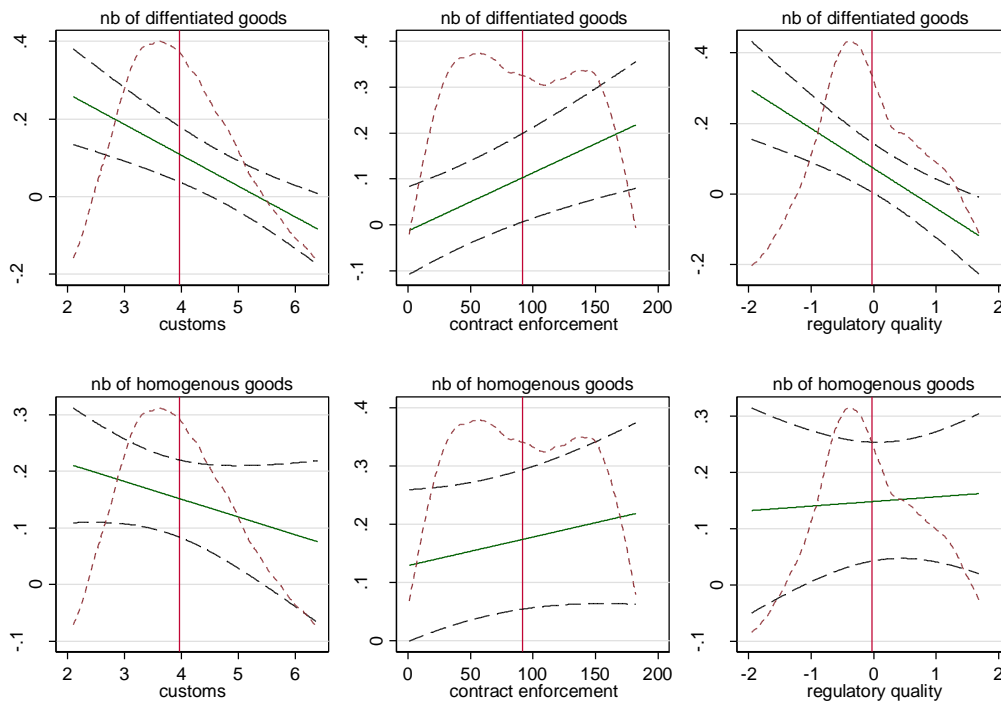 nb of diffentiated goods
.4
.2
0
-.2
2 3 4 5 6
customs
nb of diffentiated goods
.4
.3
.2
.1
0
-.1
0 50 100 150 200
contract enforcement
nb of diffentiated goods
.4
.2
0
-.2
-2 -1 0 1 2
regulatory quality
nb of homogenous goods
.3
.2
.1
0
-.1
2 3 4 5 6
customs
nb of homogenous goods
.4
.3
.2
.1
0
0 50 100 150 200
contract enforcement
nb of homogenous goods
.3
.2
.1
0
-.1
-2 -1 0 1 2
regulatory quality